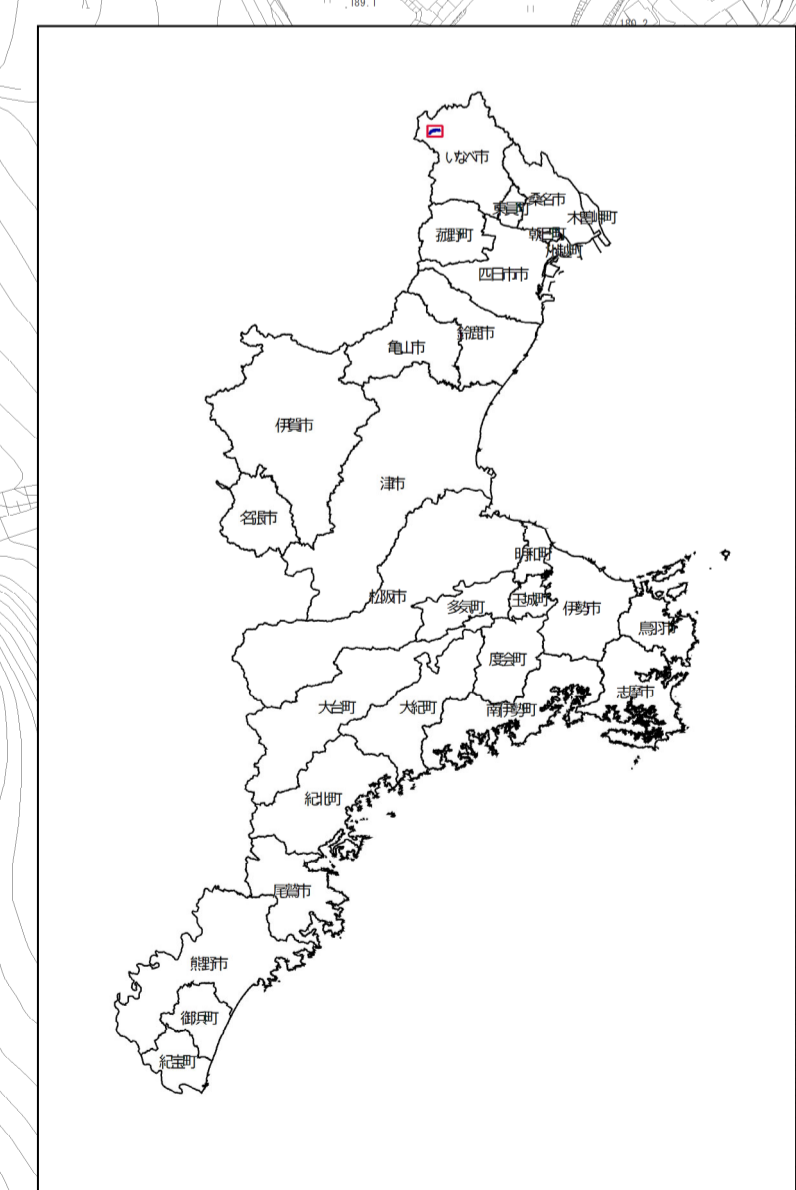 189.1
189.2
いなべ市
桑名市
東員町
木曽岬町
朝日町
川越町
菰野町
四日市市
鈴鹿市
亀山市
伊賀市
津市
名張市
明和町
松阪市
多気町
玉城町
伊勢市
鳥羽市
度会町
志摩市
大台町
大紀町
南伊勢町
紀北町
尾鷲市
熊野市
御浜町
紀宝町